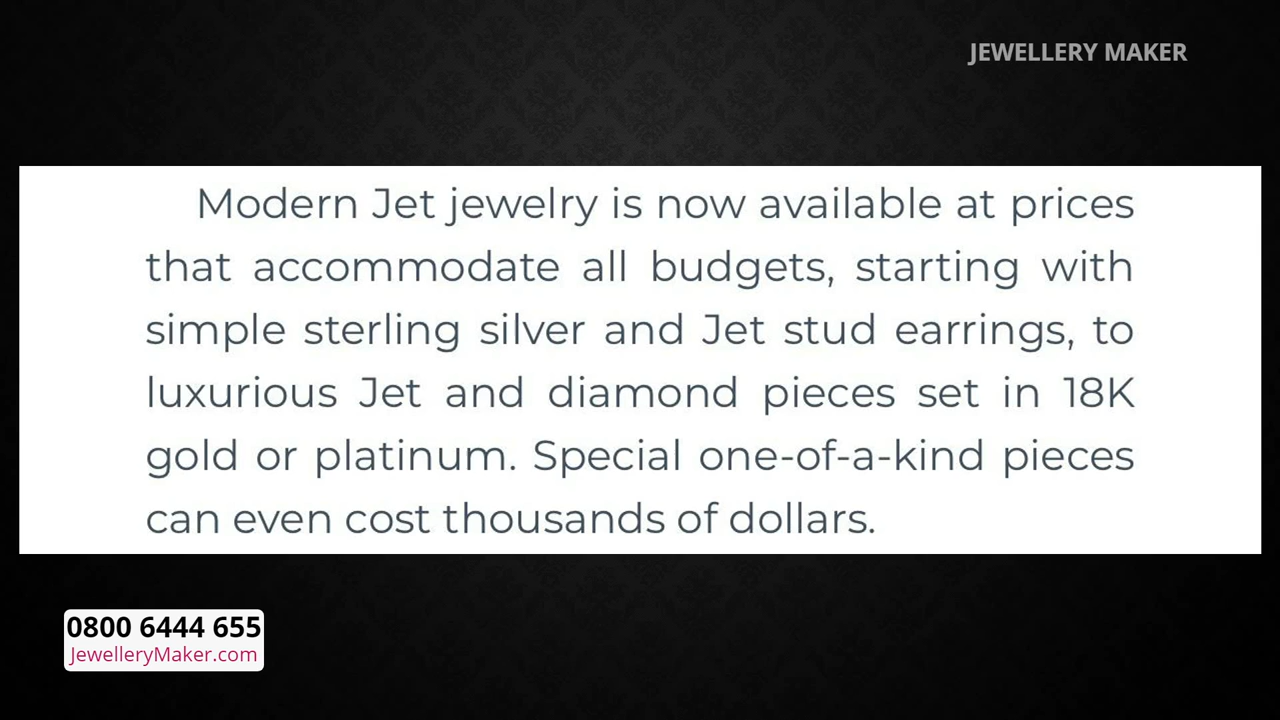 JEWELLERY MAKER
Modern Jet jewelry is now available at prices
that accommodate all budgets, starting with
simple sterling silver and Jet stud earrings, to
luxurious Jet and diamond pieces set in 18K
gold or platinum. Special one-of-a-kind pieces
can even cost thousands of dollars.
0800 6444 655
JewelleryMaker.com